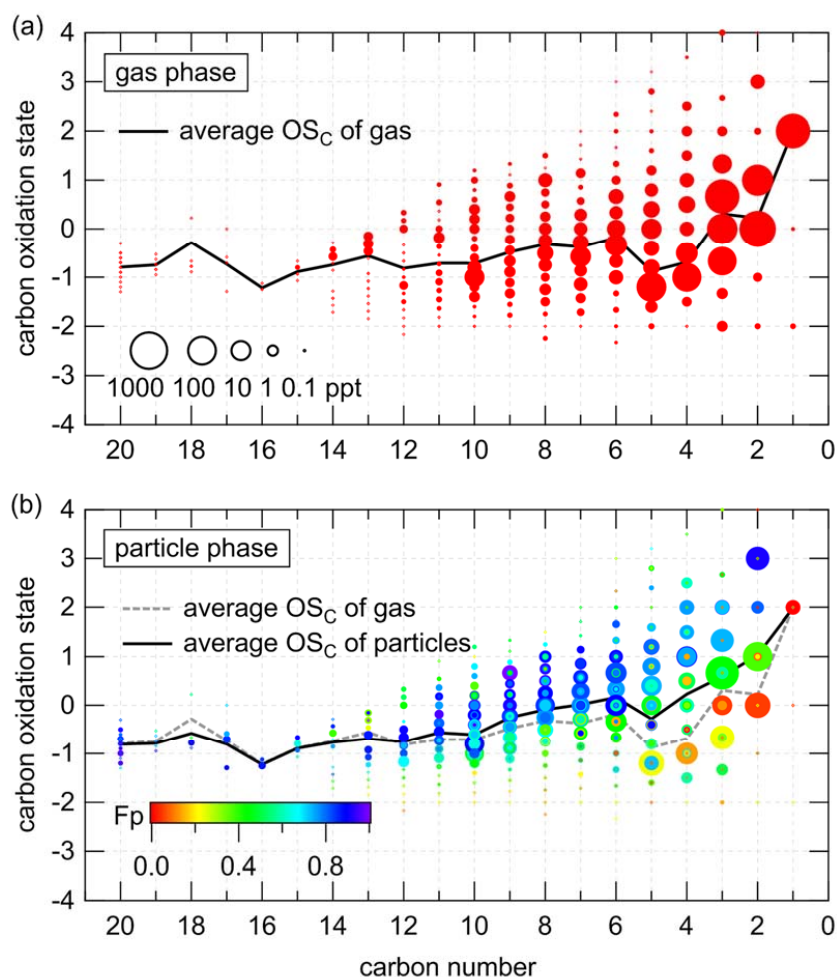 (a)
4
3
2
1
0
-1
-2
-3
-4
carbon oxidation state
gas phase
average OSC of gas
1000 100 10 1 0.1 ppt
20 18 16 14 12 10 8 6 4 2 0
(b)
4
3
2
1
0
-1
-2
-3
-4
carbon oxidation state
particle phase
average OSC of gas
average OSC of particles
Fp
0.0 0.4 0.8
20 18 16 14 12 10 8 6 4 2 0
carbon number